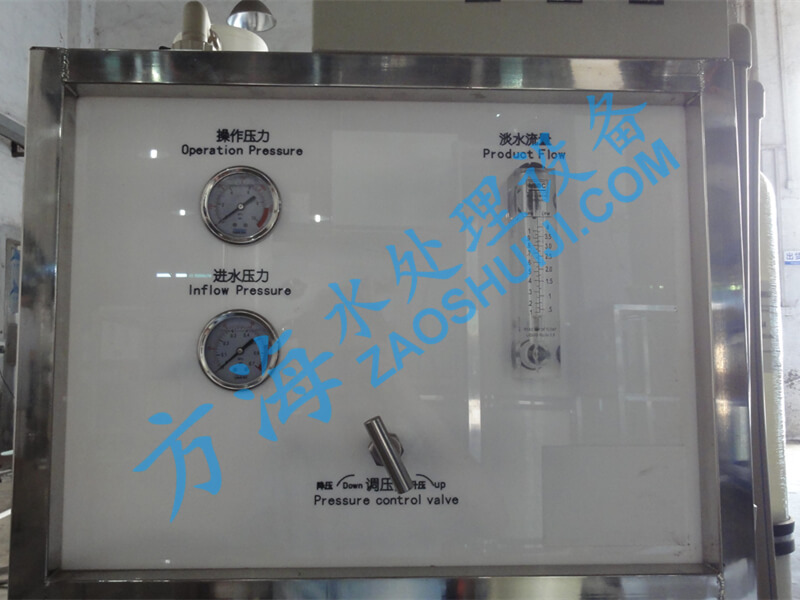 操作压力
Operation Pressure
淡水流量
Product Flow
进水压力
Inflow Pressure
方海水处理设备
ZAOSHUIJI.COM
降压 Down 调压 升压 up
Pressure control valve